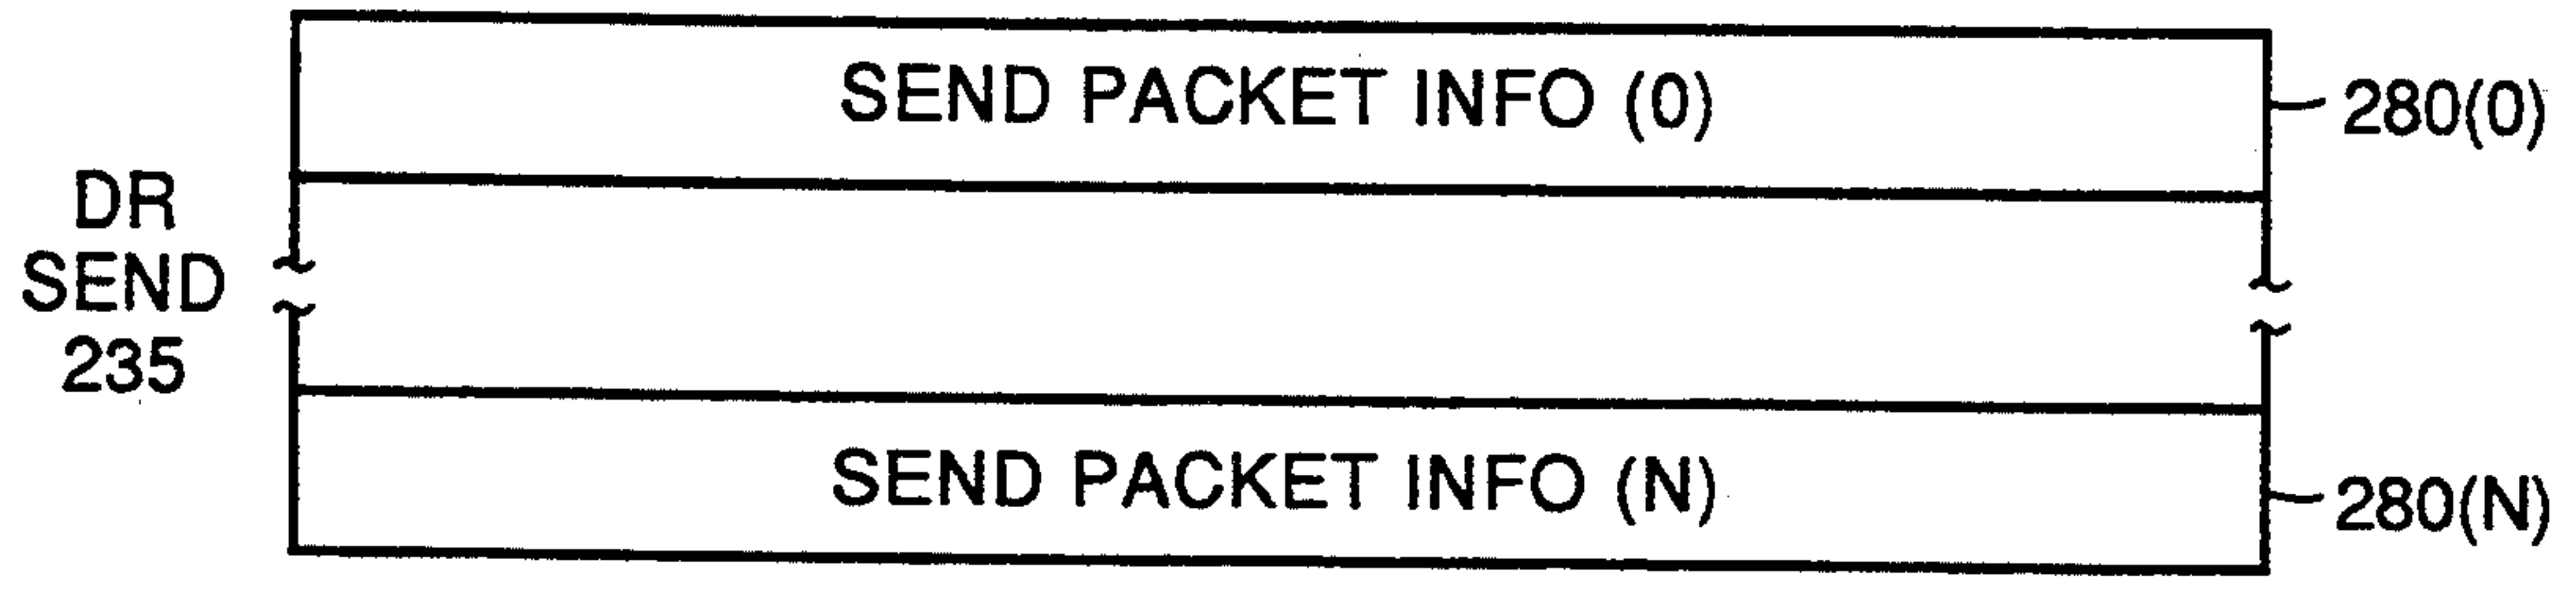 SEND PACKET INFO (0)
280(0)
DR
SEND
235
SEND PACKET INFO (N)
280(N)